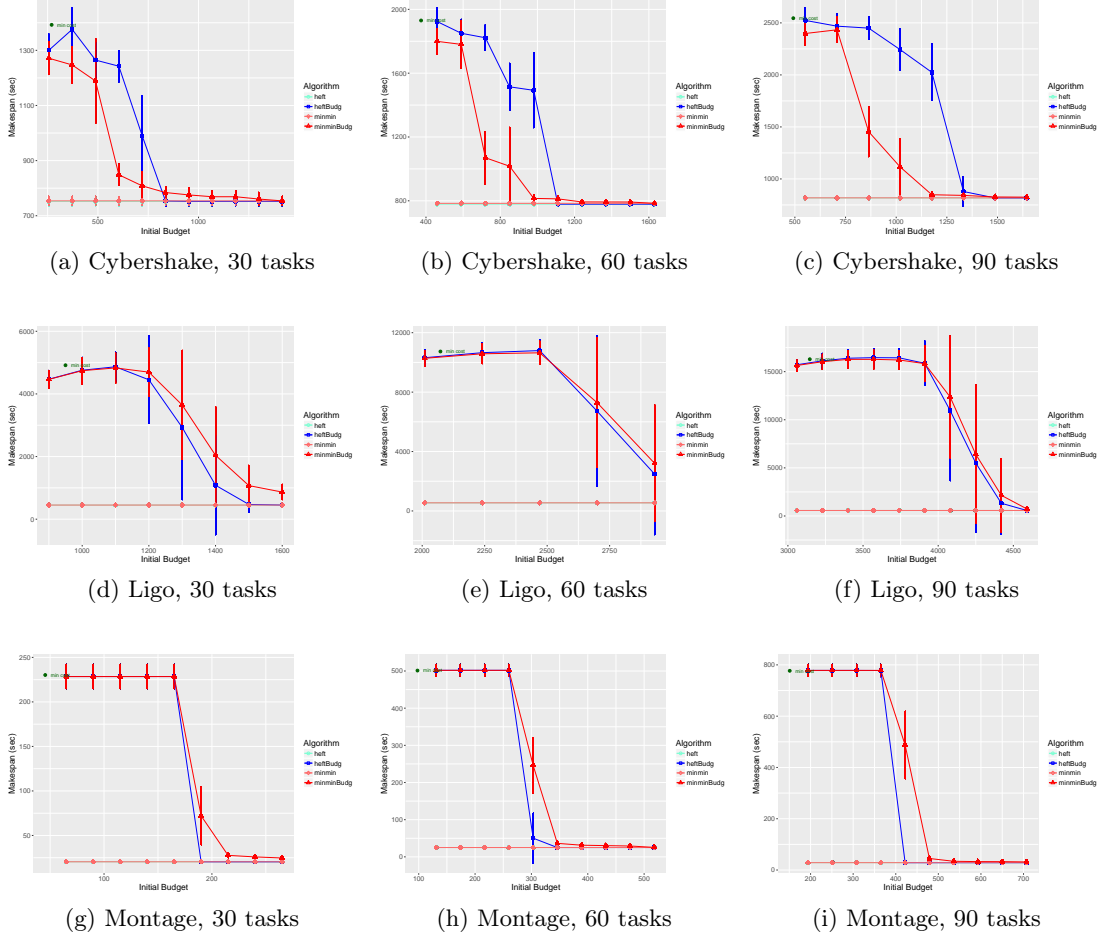 Makespan (sec)
1300
1100
900
700
min cost
500
1000
Initial Budget
Algorithm
heft
heftBudg
minmin
minminBudg
(a) Cybershake, 30 tasks
Makespan (sec)
2000
1600
1200
800
min cost
400
800
1200
1600
Initial Budget
Algorithm
heft
heftBudg
minmin
minminBudg
(b) Cybershake, 60 tasks
Makespan (sec)
2500
2000
1500
1000
min cost
500
1000
1500
Initial Budget
Algorithm
heft
heftBudg
minmin
minminBudg
(c) Cybershake, 90 tasks
Makespan (sec)
6000
4000
2000
0
min cost
1000
1200
1400
1600
Initial Budget
Algorithm
heft
heftBudg
minmin
minminBudg
(d) Ligo, 30 tasks
Makespan (sec)
12000
8000
4000
0
min cost
2000
2250
2500
2750
Initial Budget
Algorithm
heft
heftBudg
minmin
minminBudg
(e) Ligo, 60 tasks
Makespan (sec)
15000
10000
5000
0
min cost
3000
3500
4000
4500
Initial Budget
Algorithm
heft
heftBudg
minmin
minminBudg
(f) Ligo, 90 tasks
Makespan (sec)
250
200
150
100
50
min cost
100
200
Initial Budget
Algorithm
heft
heftBudg
minmin
minminBudg
(g) Montage, 30 tasks
Makespan (sec)
500
400
300
200
100
0
min cost
100
200
300
400
500
Initial Budget
Algorithm
heft
heftBudg
minmin
minminBudg
(h) Montage, 60 tasks
Makespan (sec)
800
600
400
200
0
min cost
200
300
400
500
600
700
Initial Budget
Algorithm
heft
heftBudg
minmin
minminBudg
(i) Montage, 90 tasks